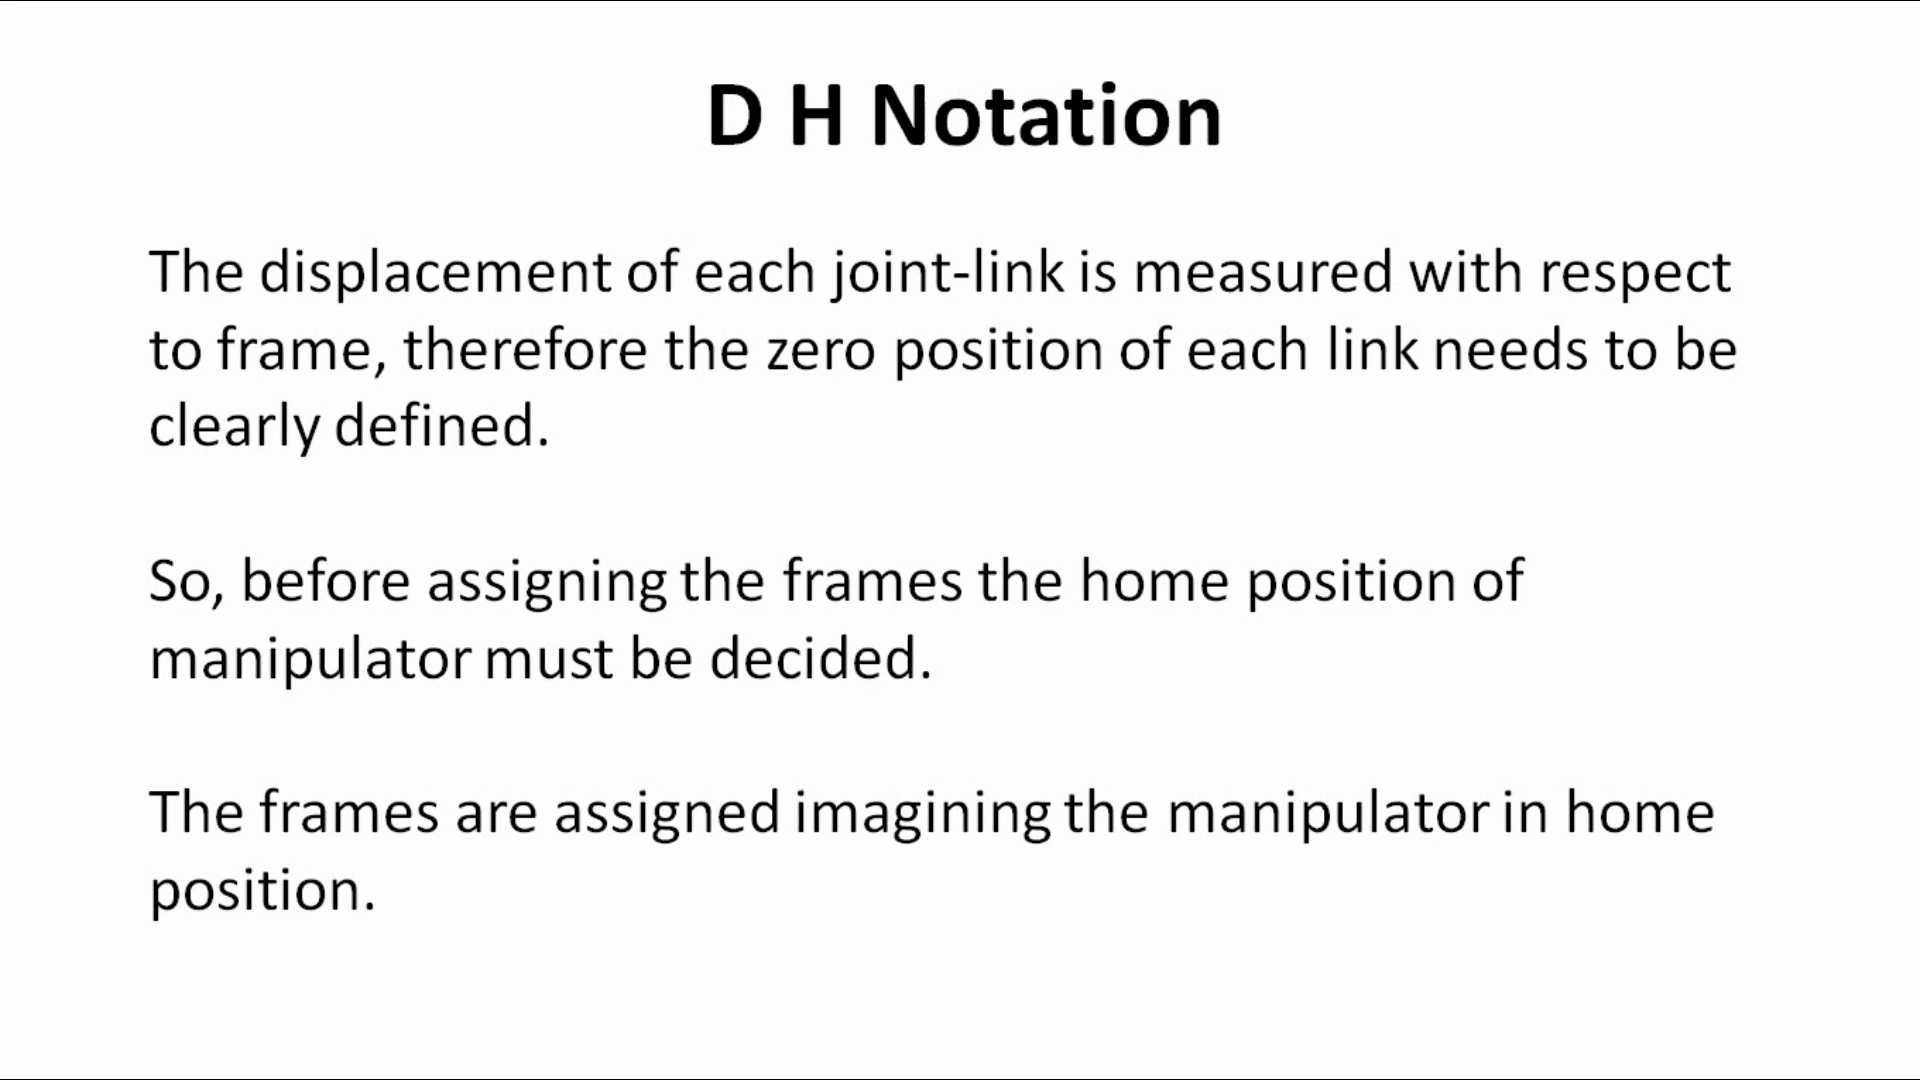 D H Notation
The displacement of each joint-link is measured with respect
to frame, therefore the zero position of each link needs to be
clearly defined.
So, before assigning the frames the home position of
manipulator must be decided.
The frames are assigned imagining the manipulator in home
position.